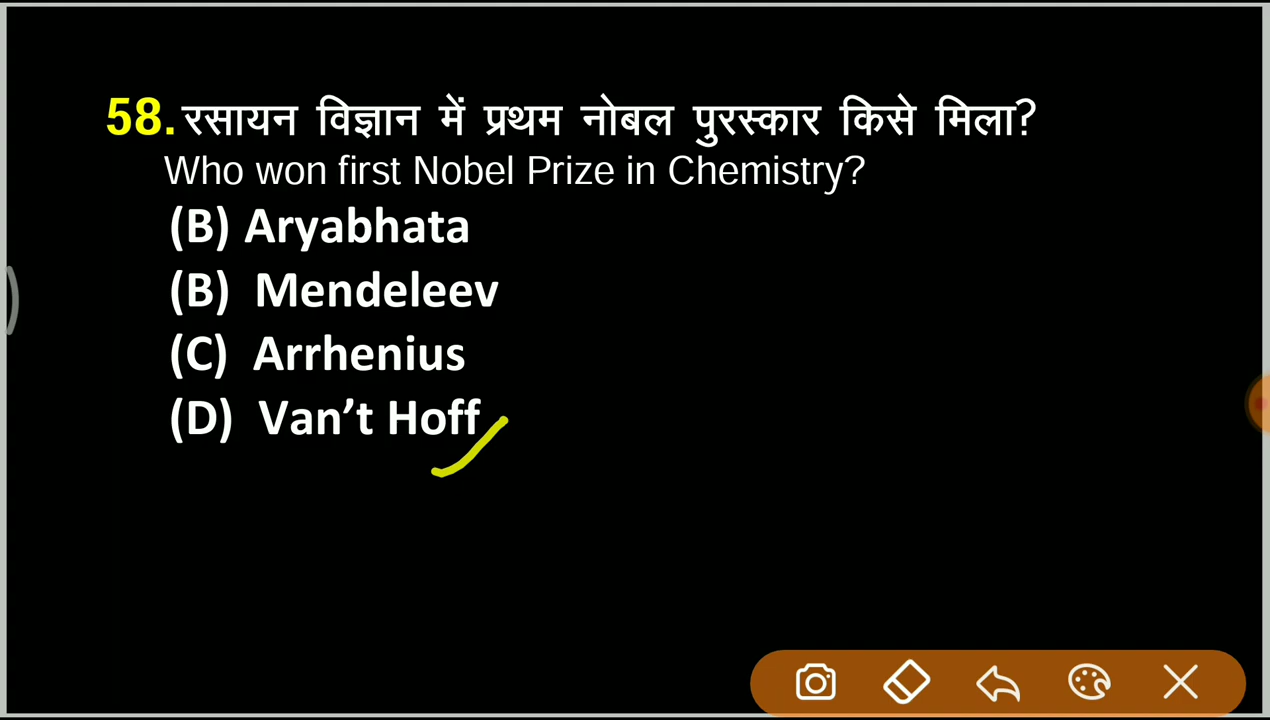 58. रसायन विज्ञान में प्रथम नोबल पुरस्कार किसे मिला?
Who won first Nobel Prize in Chemistry?
(B) Aryabhata
(B) Mendeleev
(C) Arrhenius
(D) Van’t Hoff